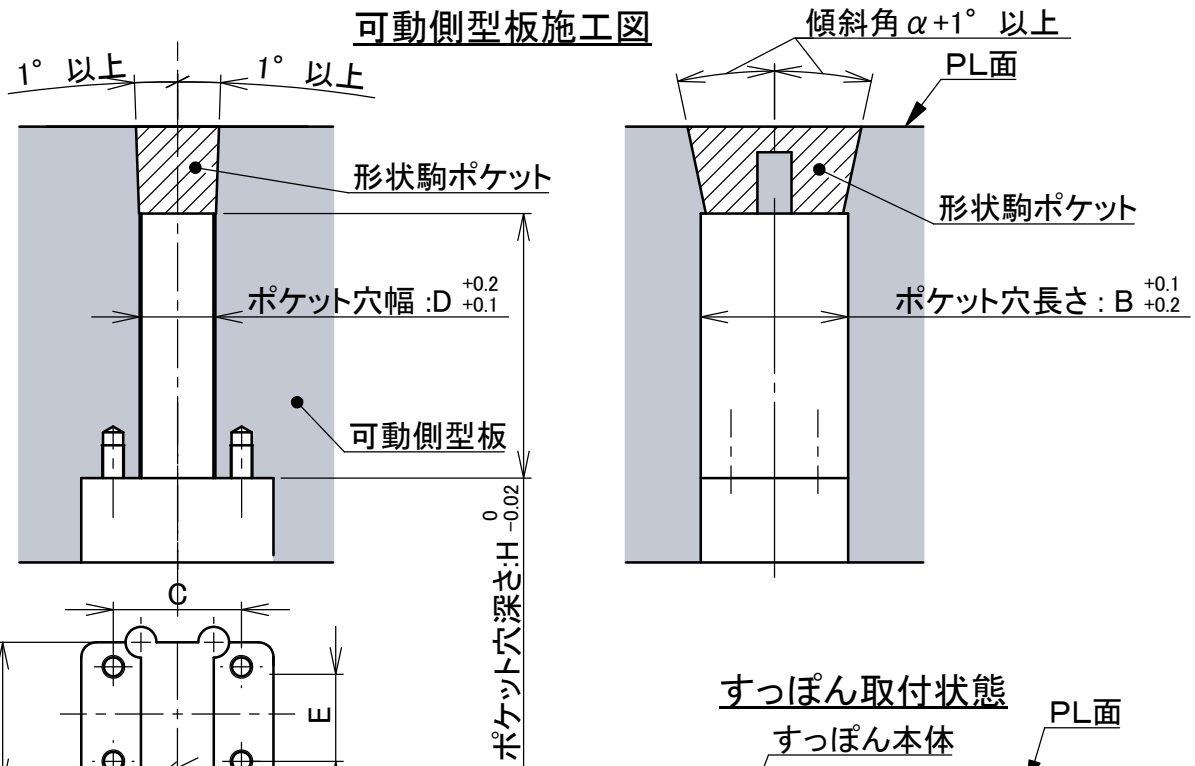 可動側型板施工図
傾斜角α+1° 以上
1° 以上
1° 以上
PL面
形状駒ポケット
形状駒ポケット
ポケット穴幅 :D +0.2 +0.1
ポケット穴長さ : B +0.1 +0.2
可動側型板
ポケット穴深さ:H 0 -0.02
C
E
すっぽん取付状態
PL面
すっぽん本体